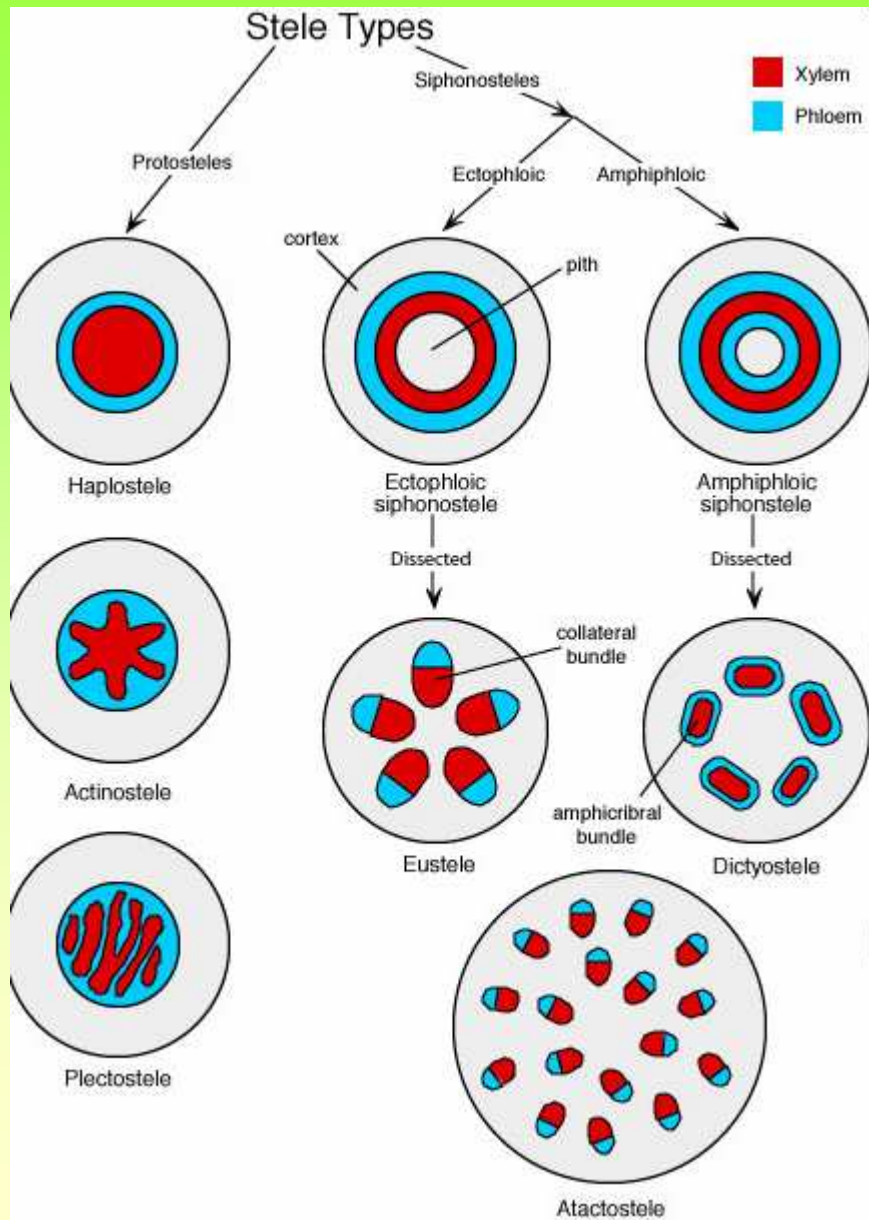 Stele Types
Siphonosteles
Xylem
Phloem
Protosteles
Ectophloic
Amphiphloic
cortex
pith
Haplostele
Ectophloic
siphonostele
Amphiphloic
siphonstele
Dissected
Dissected
collateral
bundle
Actinostele
amphicribral
bundle
Eustele
Dictyostele
Plectostele
Atactostele